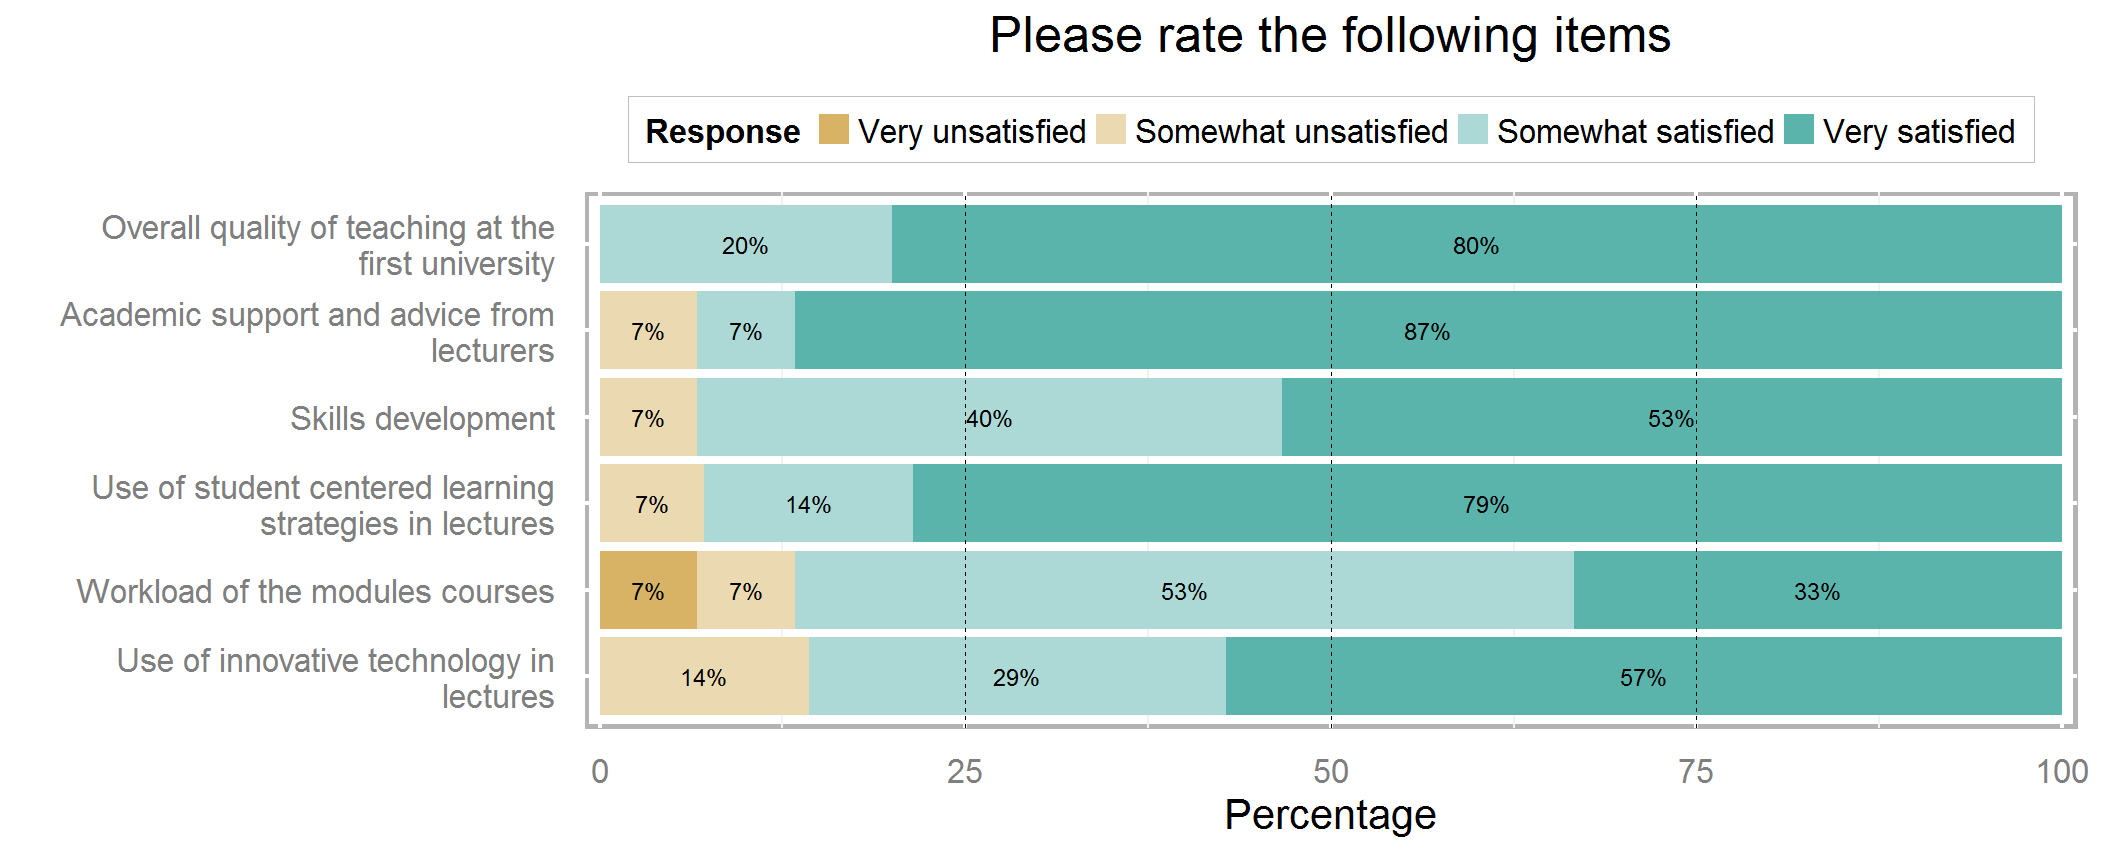 Please rate the following items
Response Very unsatisfied Somewhat unsatisfied Somewhat satisfied Very satisfied
Overall quality of teaching at the
first university
20% 80%
Academic support and advice from
lecturers
7% 7% 87%
Skills development
7% 40% 53%
Use of student centered learning
strategies in lectures
7% 14% 79%
Workload of the modules courses
7% 7% 53% 33%
Use of innovative technology in
lectures
14% 29% 57%
0 25 50 75 100
Percentage